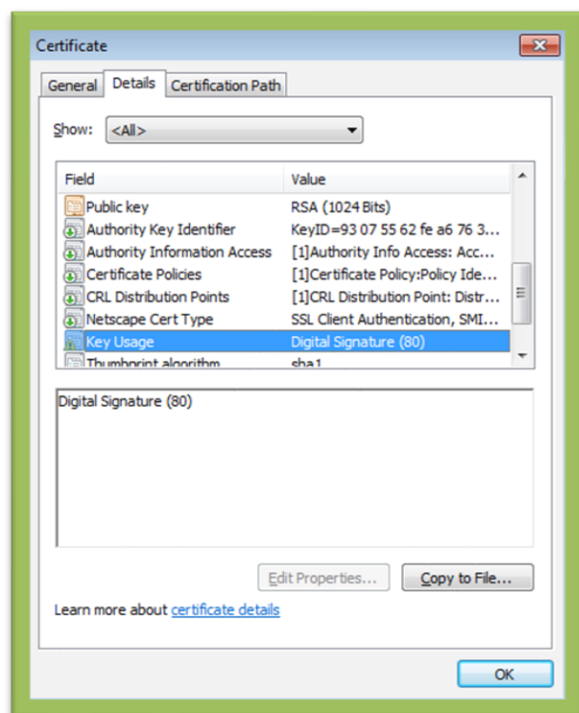 Certificate
General Details Certification Path
Show: <All>
Field Value
Public key RSA (1024 Bits)
Authority Key Identifier KeyID=93 07 55 62 fe a6 76 3...
Authority Information Access [1]Authority Info Access: Acc...
Certificate Policies [1]Certificate Policy:Policy Ide...
CRL Distribution Points [1]CRL Distribution Point: Distr...
Netscape Cert Type SSL Client Authentication, SMI...
Key Usage Digital Signature (80)
Thumbprint algorithm sha1
Digital Signature (80)
Edit Properties... Copy to File...
Learn more about certificate details
OK